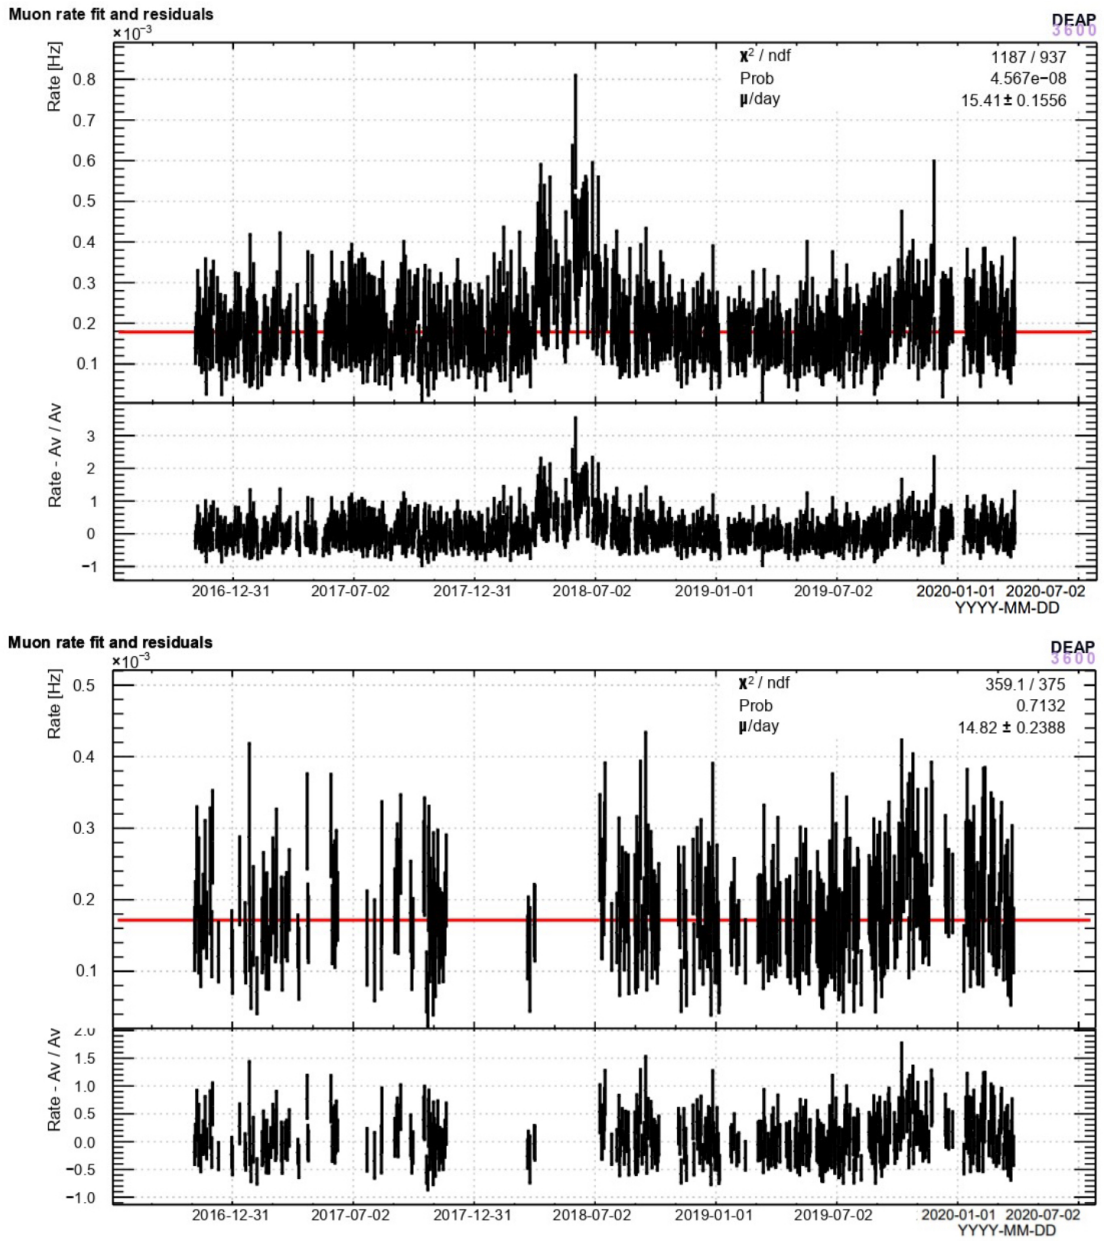 Muon rate fit and residuals
DEAP
3600
×10⁻³
Rate [Hz]
χ² / ndf 1187 / 937
Prob 4.567e−08
μ/day 15.41 ± 0.1556
0.8
0.7
0.6
0.5
0.4
0.3
0.2
0.1
Rate - Av / Av
3
2
1
0
−1
2016-12-31 2017-07-02 2017-12-31 2018-07-02 2019-01-01 2019-07-02 2020-01-01 2020-07-02
YYYY-MM-DD
Muon rate fit and residuals
DEAP
3600
×10⁻³
Rate [Hz]
χ² / ndf 359.1 / 375
Prob 0.7132
μ/day 14.82 ± 0.2388
0.5
0.4
0.3
0.2
0.1
Rate - Av / Av
2.0
1.5
1.0
0.5
0.0
−0.5
−1.0
2016-12-31 2017-07-02 2017-12-31 2018-07-02 2019-01-01 2019-07-02 2020-01-01 2020-07-02
YYYY-MM-DD